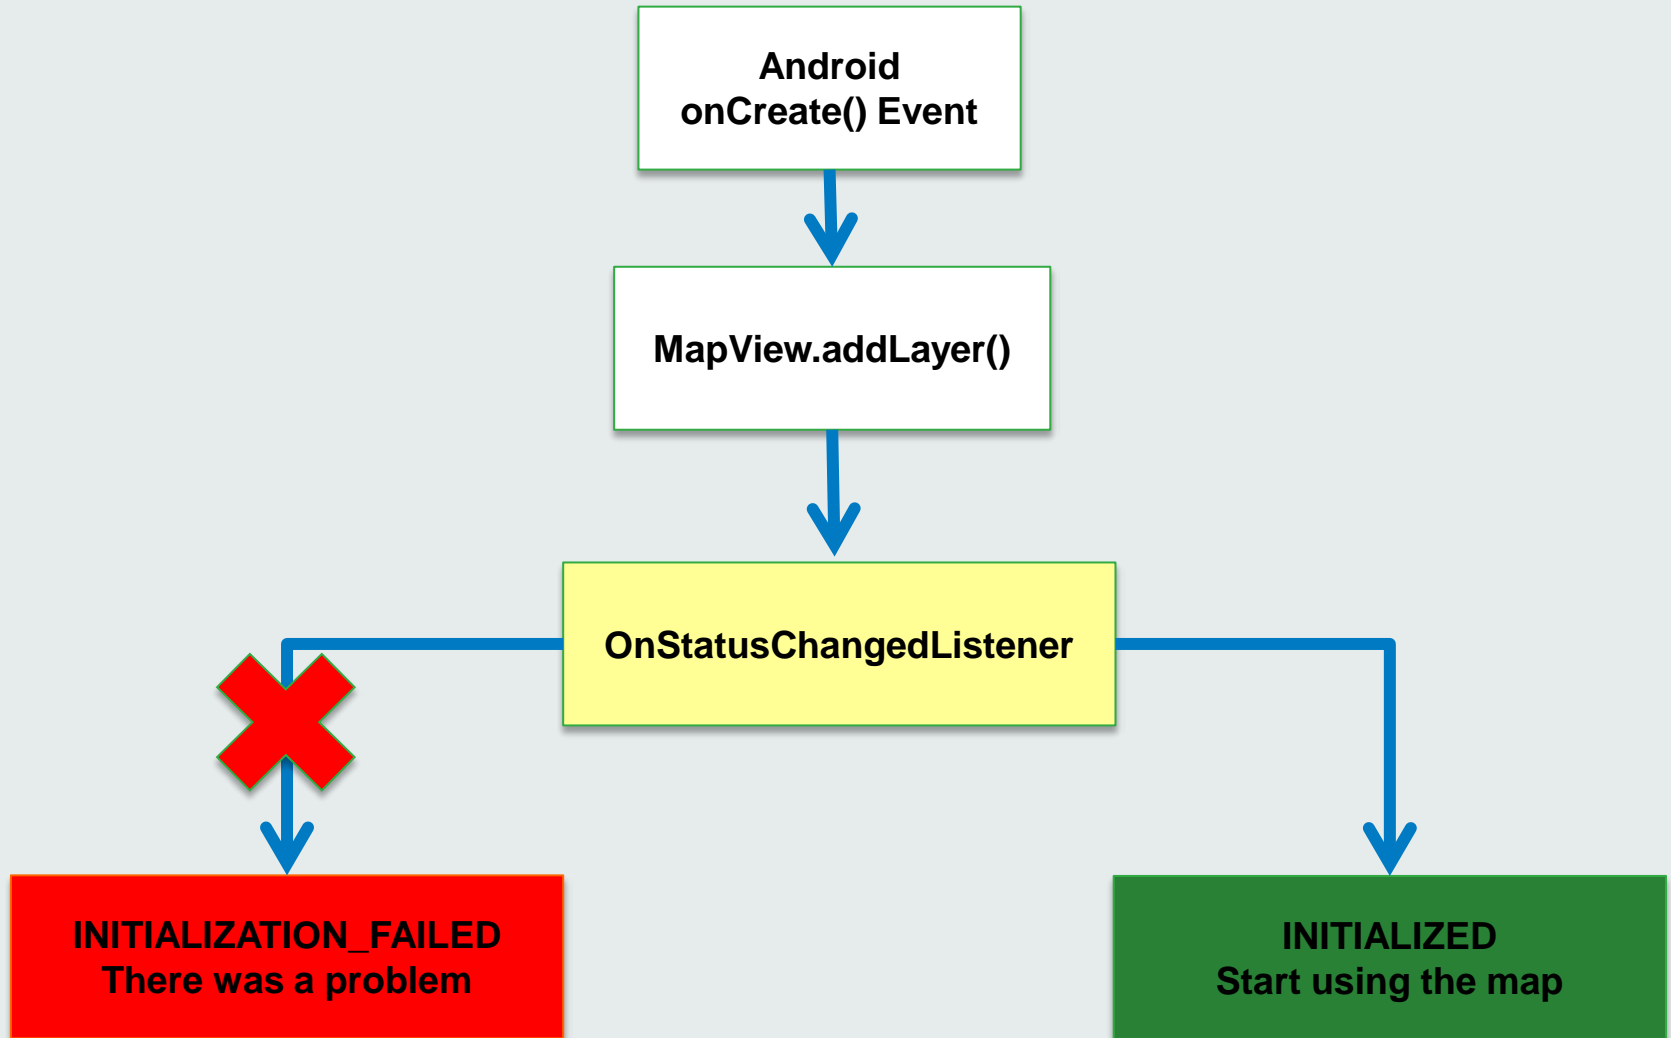 Android
onCreate() Event
MapView.addLayer()
OnStatusChangedListener
INITIALIZATION_FAILED
There was a problem
INITIALIZED
Start using the map